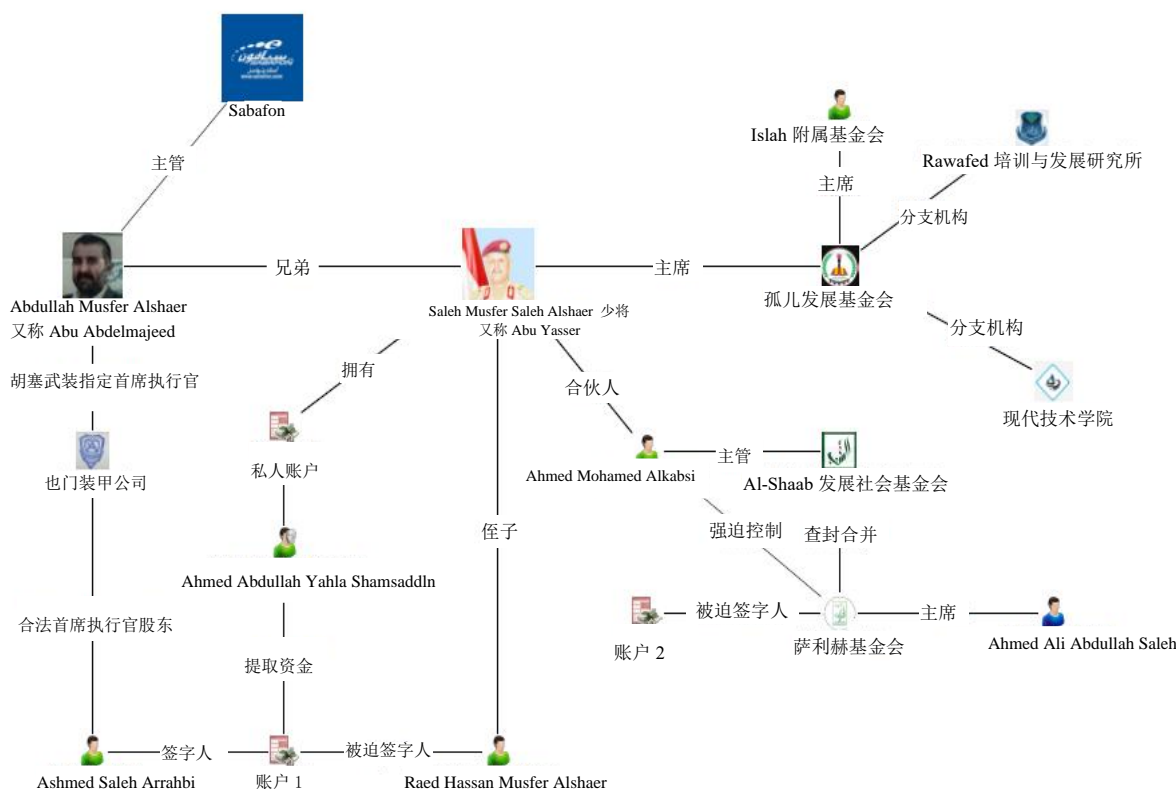 سبأفون
Sabafon
主管
Islah 附属基金会
主席
Rawafed 培训与发展研究所
分支机构
兄弟
主席
Abdullah Musfer Alshaer
又称 Abu Abdelmajeed
Saleh Musfer Saleh Alshaer 少将
又称 Abu Yasser
孤儿发展基金会
分支机构
胡塞武装指定首席执行官
拥有
合伙人
现代技术学院
也门装甲公司
私人账户
Ahmed Mohamed Alkabsi
主管
Al-Shaab 发展社会基金会
强迫控制
查封合并
侄子
Ahmed Abdullah Yahla Shamsaddln
合法首席执行官股东
账户 2
被迫签字人
萨利赫基金会
主席
Ahmed Ali Abdullah Saleh
提取资金
签字人
被迫签字人
Ashmed Saleh Arrahbi
账户 1
Raed Hassan Musfer Alshaer